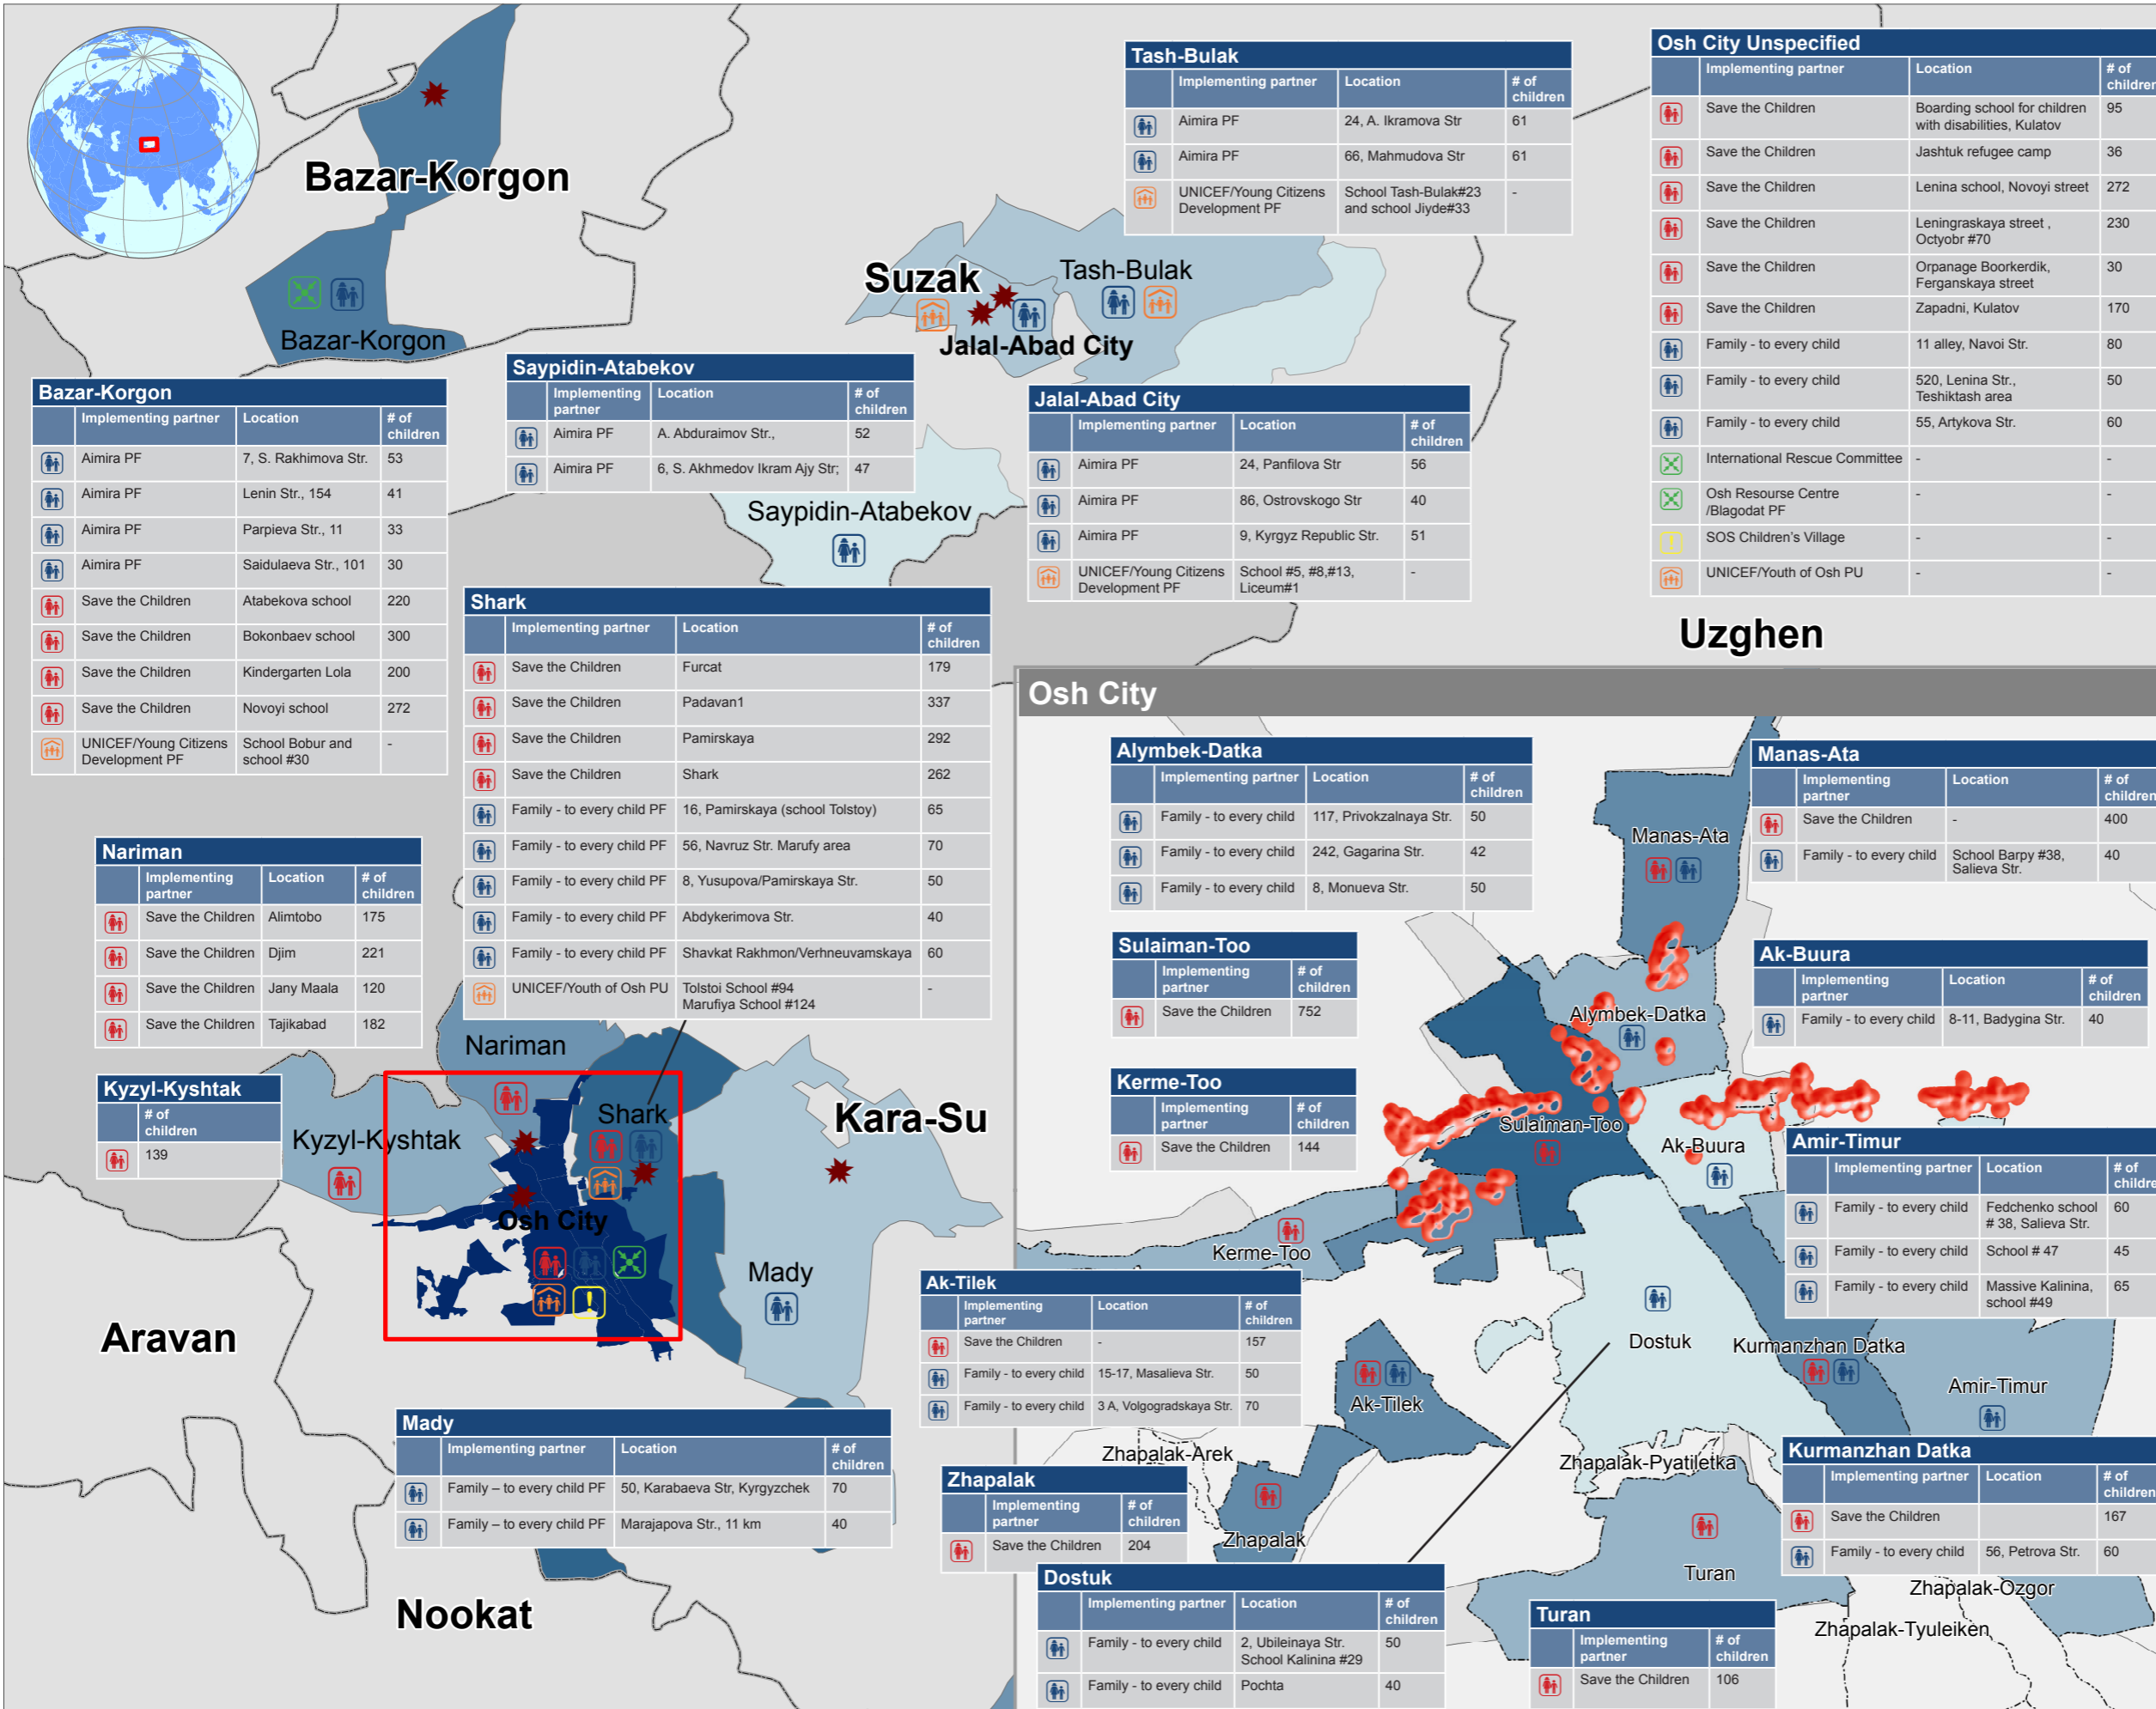 Bazar-Korgon
Bazar-Korgon
Suzak
Tash-Bulak
Jalal-Abad City
Tash-Bulak
Implementing partner Location # of children
Aimira PF 24, A. Ikramova Str 61
Aimira PF 66, Mahmudova Str 61
UNICEF/Young Citizens Development PF School Tash-Bulak#23 and school Jiyde#33 -
Osh City Unspecified
Implementing partner Location # of children
Save the Children Boarding school for children with disabilities, Kulatov 95
Save the Children Jashtuk refugee camp 36
Save the Children Lenina school, Novoyi street 272
Save the Children Leningraskaya street , Octyobr #70 230
Save the Children Orpanage Boorkerdik, Ferganskaya street 30
Save the Children Zapadni, Kulatov 170
Family - to every child 11 alley, Navoi Str. 80
Family - to every child 520, Lenina Str., Teshiktash area 50
Family - to every child 55, Artykova Str. 60
International Rescue Committee - -
Osh Resourse Centre /Blagodat PF - -
SOS Children's Village - -
UNICEF/Youth of Osh PU - -
Bazar-Korgon
Implementing partner Location # of children
Aimira PF 7, S. Rakhimova Str. 53
Aimira PF Lenin Str., 154 41
Aimira PF Parpieva Str., 11 33
Aimira PF Saidulaeva Str., 101 30
Save the Children Atabekova school 220
Save the Children Bokonbaev school 300
Save the Children Kindergarten Lola 200
Save the Children Novoyi school 272
UNICEF/Young Citizens Development PF School Bobur and school #30 -
Saypidin-Atabekov
Implementing partner Location # of children
Aimira PF A. Abduraimov Str., 52
Aimira PF 6, S. Akhmedov Ikram Ajy Str; 47
Saypidin-Atabekov
Jalal-Abad City
Implementing partner Location # of children
Aimira PF 24, Panfilova Str 56
Aimira PF 86, Ostrovskogo Str 40
Aimira PF 9, Kyrgyz Republic Str. 51
UNICEF/Young Citizens Development PF School #5, #8,#13, Liceum#1 -
Uzghen
Shark
Implementing partner Location # of children
Save the Children Furcat 179
Save the Children Padavan1 337
Save the Children Pamirskaya 292
Save the Children Shark 262
Family - to every child PF 16, Pamirskaya (school Tolstoy) 65
Family - to every child PF 56, Navruz Str. Marufy area 70
Family - to every child PF 8, Yusupova/Pamirskaya Str. 50
Family - to every child PF Abdykerimova Str. 40
Family - to every child PF Shavkat Rakhmon/Verhneuvamskaya 60
UNICEF/Youth of Osh PU Tolstoi School #94 Marufiya School #124 -
Nariman
Implementing partner Location # of children
Save the Children Alimtobo 175
Save the Children Djim 221
Save the Children Jany Maala 120
Save the Children Tajikabad 182
Kyzyl-Kyshtak
# of children
139
Nariman
Kyzyl-Kyshtak
Shark
Kara-Su
Osh City
Mady
Aravan
Nookat
Mady
Implementing partner Location # of children
Family – to every child PF 50, Karabaeva Str, Kyrgyzchek 70
Family – to every child PF Marajapova Str., 11 km 40
Osh City
Alymbek-Datka
Implementing partner Location # of children
Family - to every child 117, Privokzalnaya Str. 50
Family - to every child 242, Gagarina Str. 42
Family - to every child 8, Monueva Str. 50
Manas-Ata
Manas-Ata
Implementing partner Location # of children
Save the Children - 400
Family - to every child School Barpy #38, Salieva Str. 40
Sulaiman-Too
Implementing partner # of children
Save the Children 752
Alymbek-Datka
Ak-Buura
Implementing partner Location # of children
Family - to every child 8-11, Badygina Str. 40
Kerme-Too
Implementing partner # of children
Save the Children 144
Sulaiman-Too
Ak-Buura
Amir-Timur
Implementing partner Location # of children
Family - to every child Fedchenko school # 38, Salieva Str. 60
Family - to every child School # 47 45
Family - to every child Massive Kalinina, school #49 65
Kerme-Too
Ak-Tilek
Implementing partner Location # of children
Save the Children - 157
Family - to every child 15-17, Masalieva Str. 50
Family - to every child 3 A, Volgogradskaya Str. 70
Dostuk
Kurmanzhan Datka
Amir-Timur
Ak-Tilek
Zhapalak-Arek
Zhapalak-Pyatiletka
Zhapalak
Implementing partner # of children
Save the Children 204
Zhapalak
Kurmanzhan Datka
Implementing partner Location # of children
Save the Children 167
Family - to every child 56, Petrova Str. 60
Turan
Zhapalak-Ozgor
Zhapalak-Tyuleiken
Dostuk
Implementing partner Location # of children
Family - to every child 2, Ubileinaya Str. School Kalinina #29 50
Family - to every child Pochta 40
Turan
Implementing partner # of children
Save the Children 106